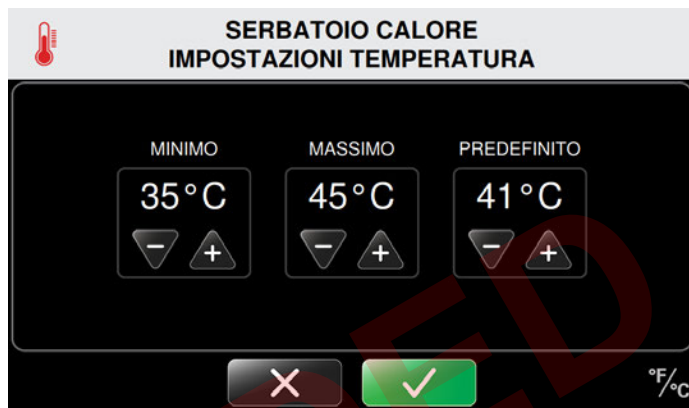 SERBATOIO CALORE
IMPOSTAZIONI TEMPERATURA
MINIMO MASSIMO PREDEFINITO
35°C 45°C 41°C
− + − + − +
°F/°C